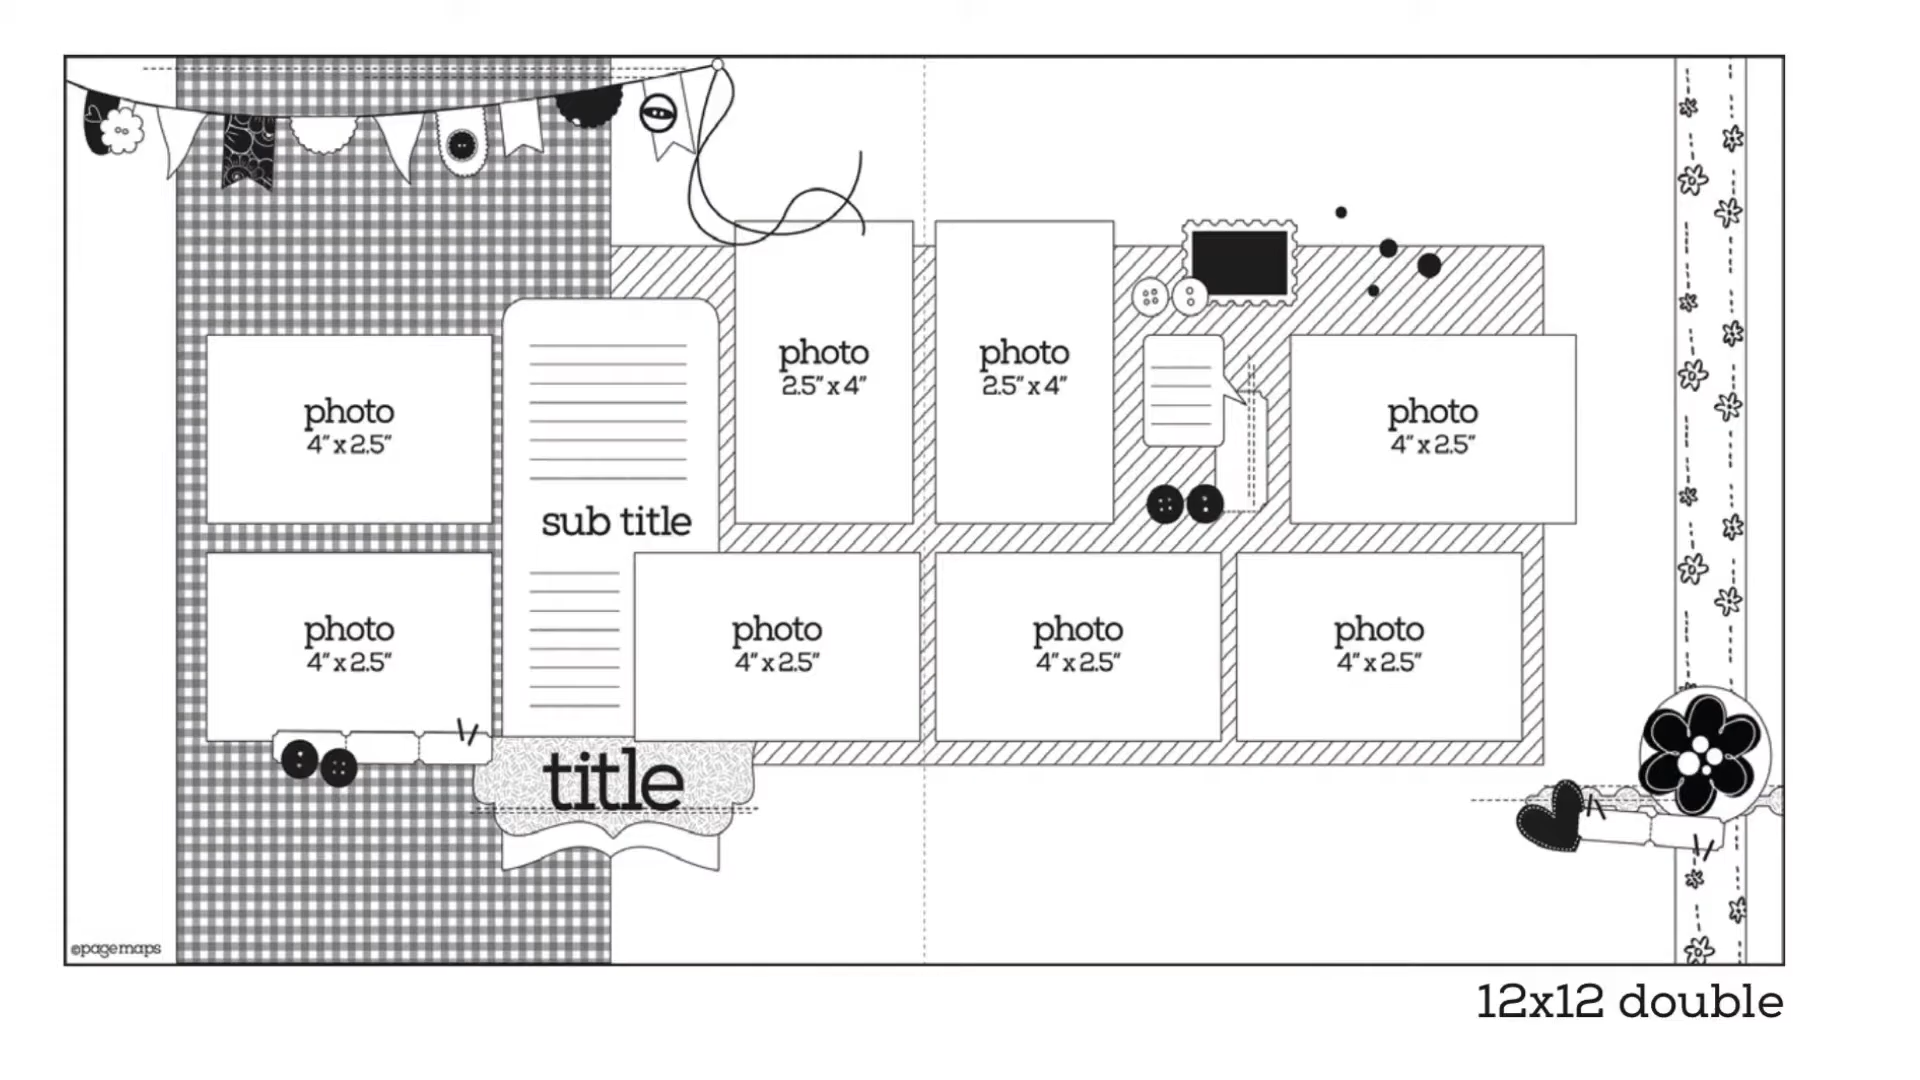 photo
2.5" x 4"
photo
2.5" x 4"
photo
4" x 2.5"
photo
4" x 2.5"
sub title
photo
4" x 2.5"
photo
4" x 2.5"
photo
4" x 2.5"
photo
4" x 2.5"
title
©pagemaps
12x12 double